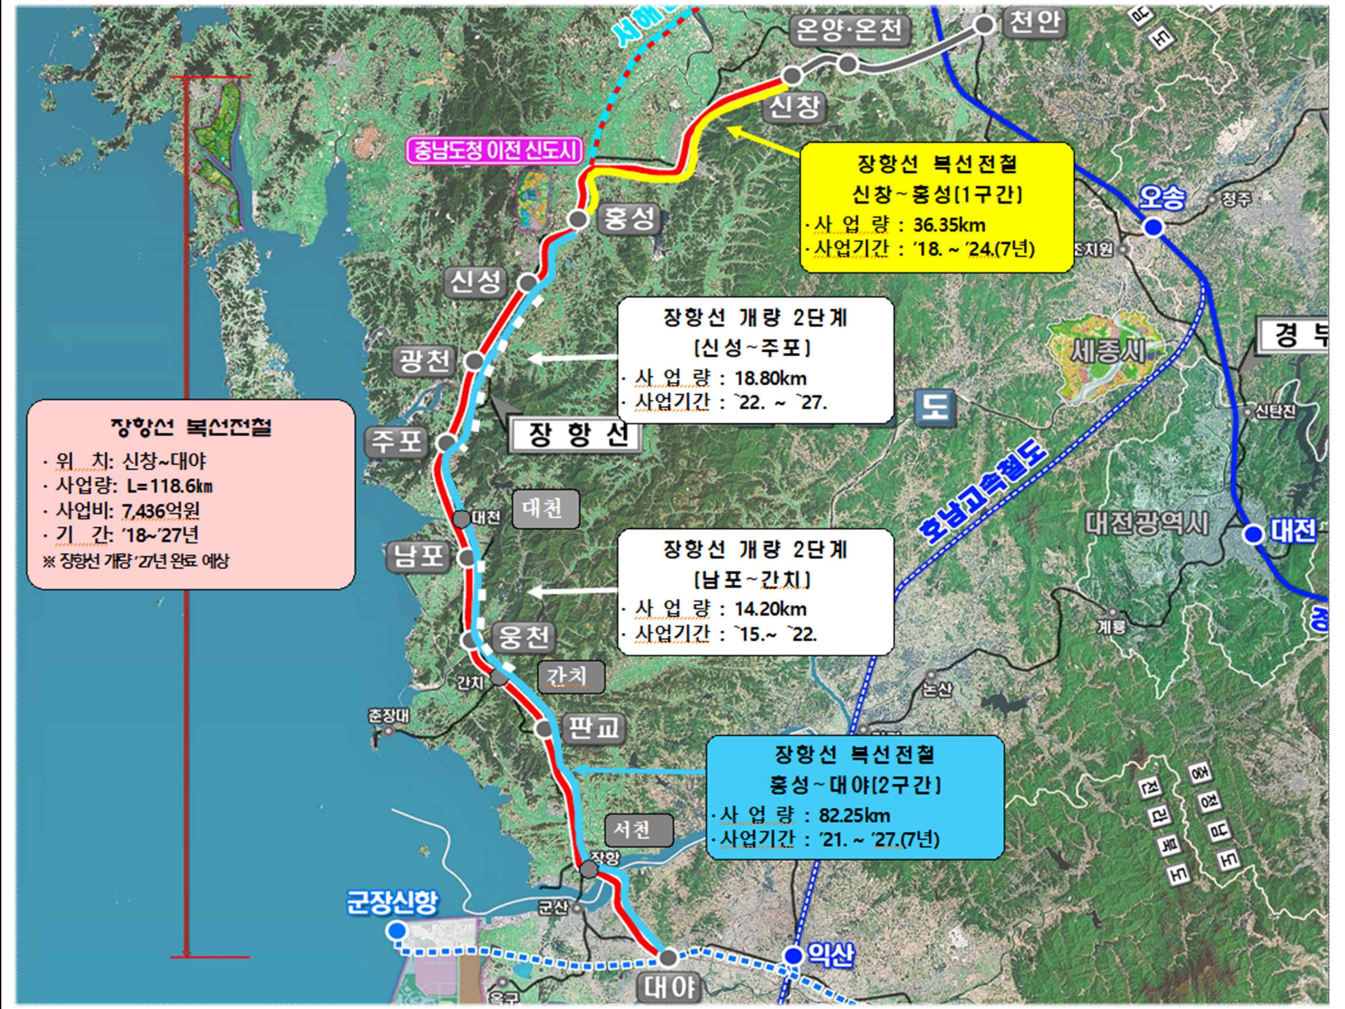 서해선
온양·온천
천안
신창
충남도청 이전 신도시
장항선 복선전철
신창~홍성(1구간)
· 사 업 량 : 36.35km
· 사업기간 : '18. ~ '24.(7년)
홍성
오송
청주
조치원
신성
장항선 개량 2단계
(신성~주포)
· 사 업 량 : 18.80km
· 사업기간 : `22. ~ `27.
세종시
경부
광천
도
신탄진
장항선
주포
장항선 복선전철
· 위 치: 신창~대야
· 사업량: L=118.6㎞
· 사업비: 7,436억원
· 기 간: '18~'27년
※ 장항선 개량 '27년 완료 예상
호남고속철도
대천
대천
대전광역시
대전
남포
장항선 개량 2단계
(남포~간치)
· 사 업 량 : 14.20km
· 사업기간 : `15.~ `22.
계룡
웅천
간치
간치
논산
춘장대
판교
장항선 복선전철
홍성~대야(2구간)
· 사 업 량 : 82.25km
· 사업기간 : '21. ~ '27.(7년)
충청남도
전라북도
서천
장항
군장신항
군산
익산
대야
옥구